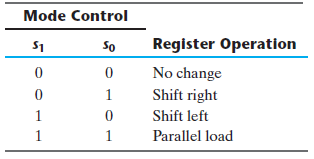 Mode Control
s1 s0 Register Operation
0 0 No change
0 1 Shift right
1 0 Shift left
1 1 Parallel load